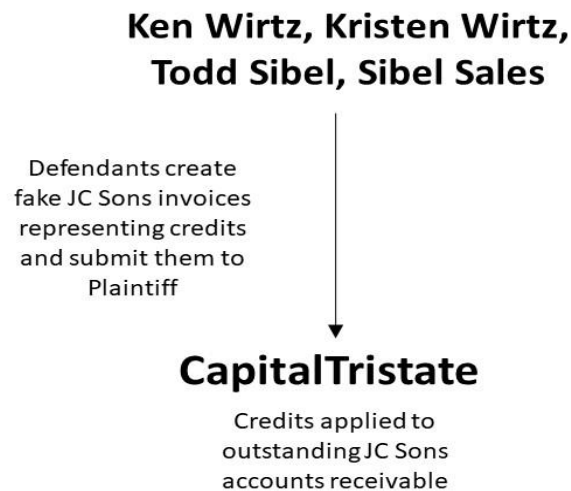 Ken Wirtz, Kristen Wirtz,
Todd Sibel, Sibel Sales
Defendants create
fake JC Sons invoices
representing credits
and submit them to
Plaintiff
CapitalTristate
Credits applied to
outstanding JC Sons
accounts receivable